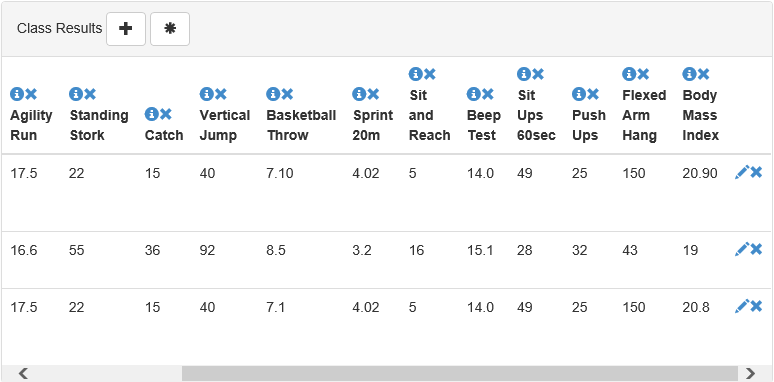 Class Results
Agility Run Standing Stork Catch Vertical Jump Basketball Throw Sprint 20m Sit and Reach Beep Test Sit Ups 60sec Push Ups Flexed Arm Hang Body Mass Index
17.5 22 15 40 7.10 4.02 5 14.0 49 25 150 20.90
16.6 55 36 92 8.5 3.2 16 15.1 28 32 43 19
17.5 22 15 40 7.1 4.02 5 14.0 49 25 150 20.8